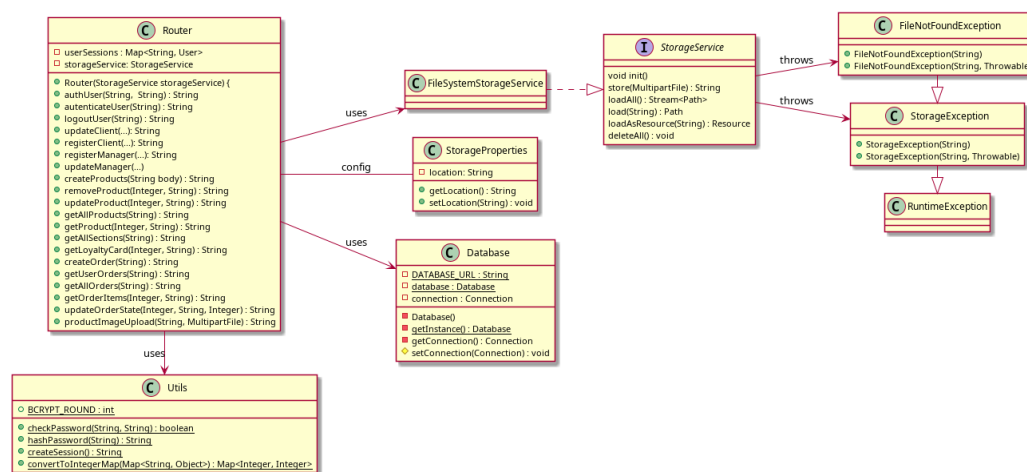 C Router
userSessions : Map<String, User>
storageService: StorageService
Router(StorageService storageService) {
authUser(String,  String) : String
autenticateUser(String) : String
logoutUser(String) : String
updateClient(...): String
registerClient(...): String
registerManager(...): String
updateManager(...)
createProducts(String body) : String
removeProduct(Integer, String) : String
updateProduct(Integer, String) : String
getAllProducts(String) : String
getProduct(Integer, String) : String
getAllSections(String) : String
getLoyaltyCard(Integer, String) : String
createOrder(String) : String
getUserOrders(String) : String
getAllOrders(String) : String
getOrderItems(Integer, String) : String
updateOrderState(Integer, String, Integer) : String
productImageUpload(String, MultipartFile) : String
uses
C Utils
BCRYPT_ROUND : int
checkPassword(String, String) : boolean
hashPassword(String) : String
createSession() : String
convertToIntegerMap(Map<String, Object>) : Map<Integer, Integer>
uses
C FileSystemStorageService
config
C StorageProperties
location: String
getLocation() : String
setLocation(String) : void
uses
C Database
DATABASE_URL : String
database : Database
connection : Connection
Database()
getInstance() : Database
getConnection() : Connection
setConnection(Connection) : void
I StorageService
void init()
store(MultipartFile) : String
loadAll() : Stream<Path>
load(String) : Path
loadAsResource(String) : Resource
deleteAll() : void
throws
throws
C FileNotFoundException
FileNotFoundException(String)
FileNotFoundException(String, Throwable)
C StorageException
StorageException(String)
StorageException(String, Throwable)
C RuntimeException